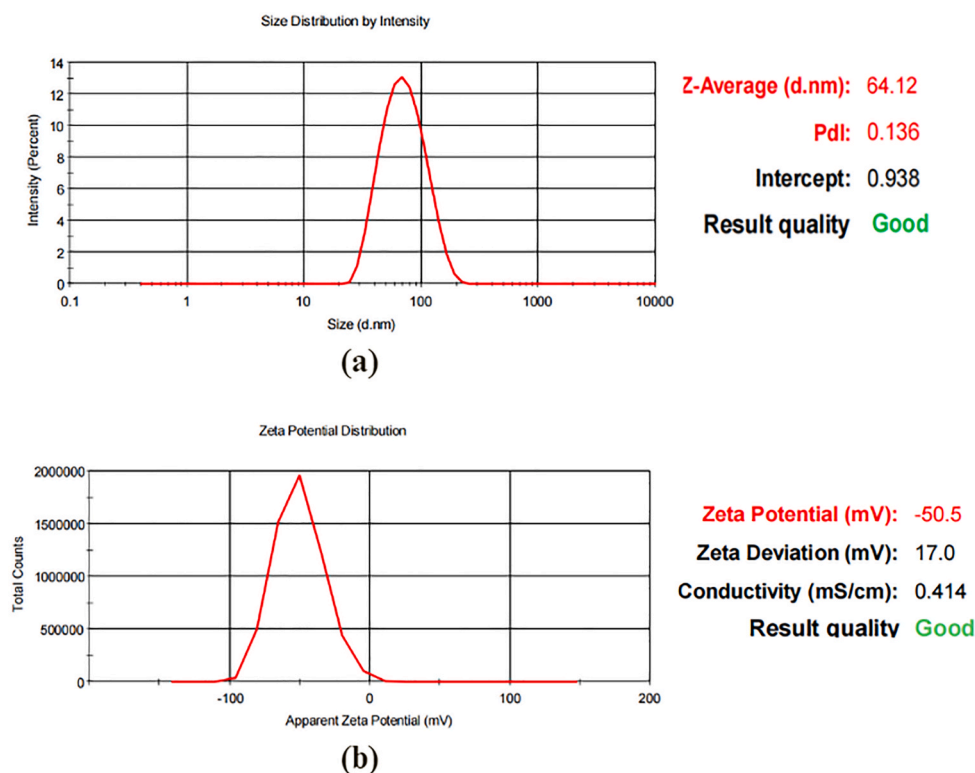 Size Distribution by Intensity
14
12
10
8
6
4
2
0
Intensity (Percent)
0.1 1 10 100 1000 10000
Size (d.nm)
Z-Average (d.nm): 64.12
PdI: 0.136
Intercept: 0.938
Result quality Good
(a)
Zeta Potential Distribution
2000000
1500000
1000000
500000
0
Total Counts
-100 0 100 200
Apparent Zeta Potential (mV)
Zeta Potential (mV): -50.5
Zeta Deviation (mV): 17.0
Conductivity (mS/cm): 0.414
Result quality Good
(b)